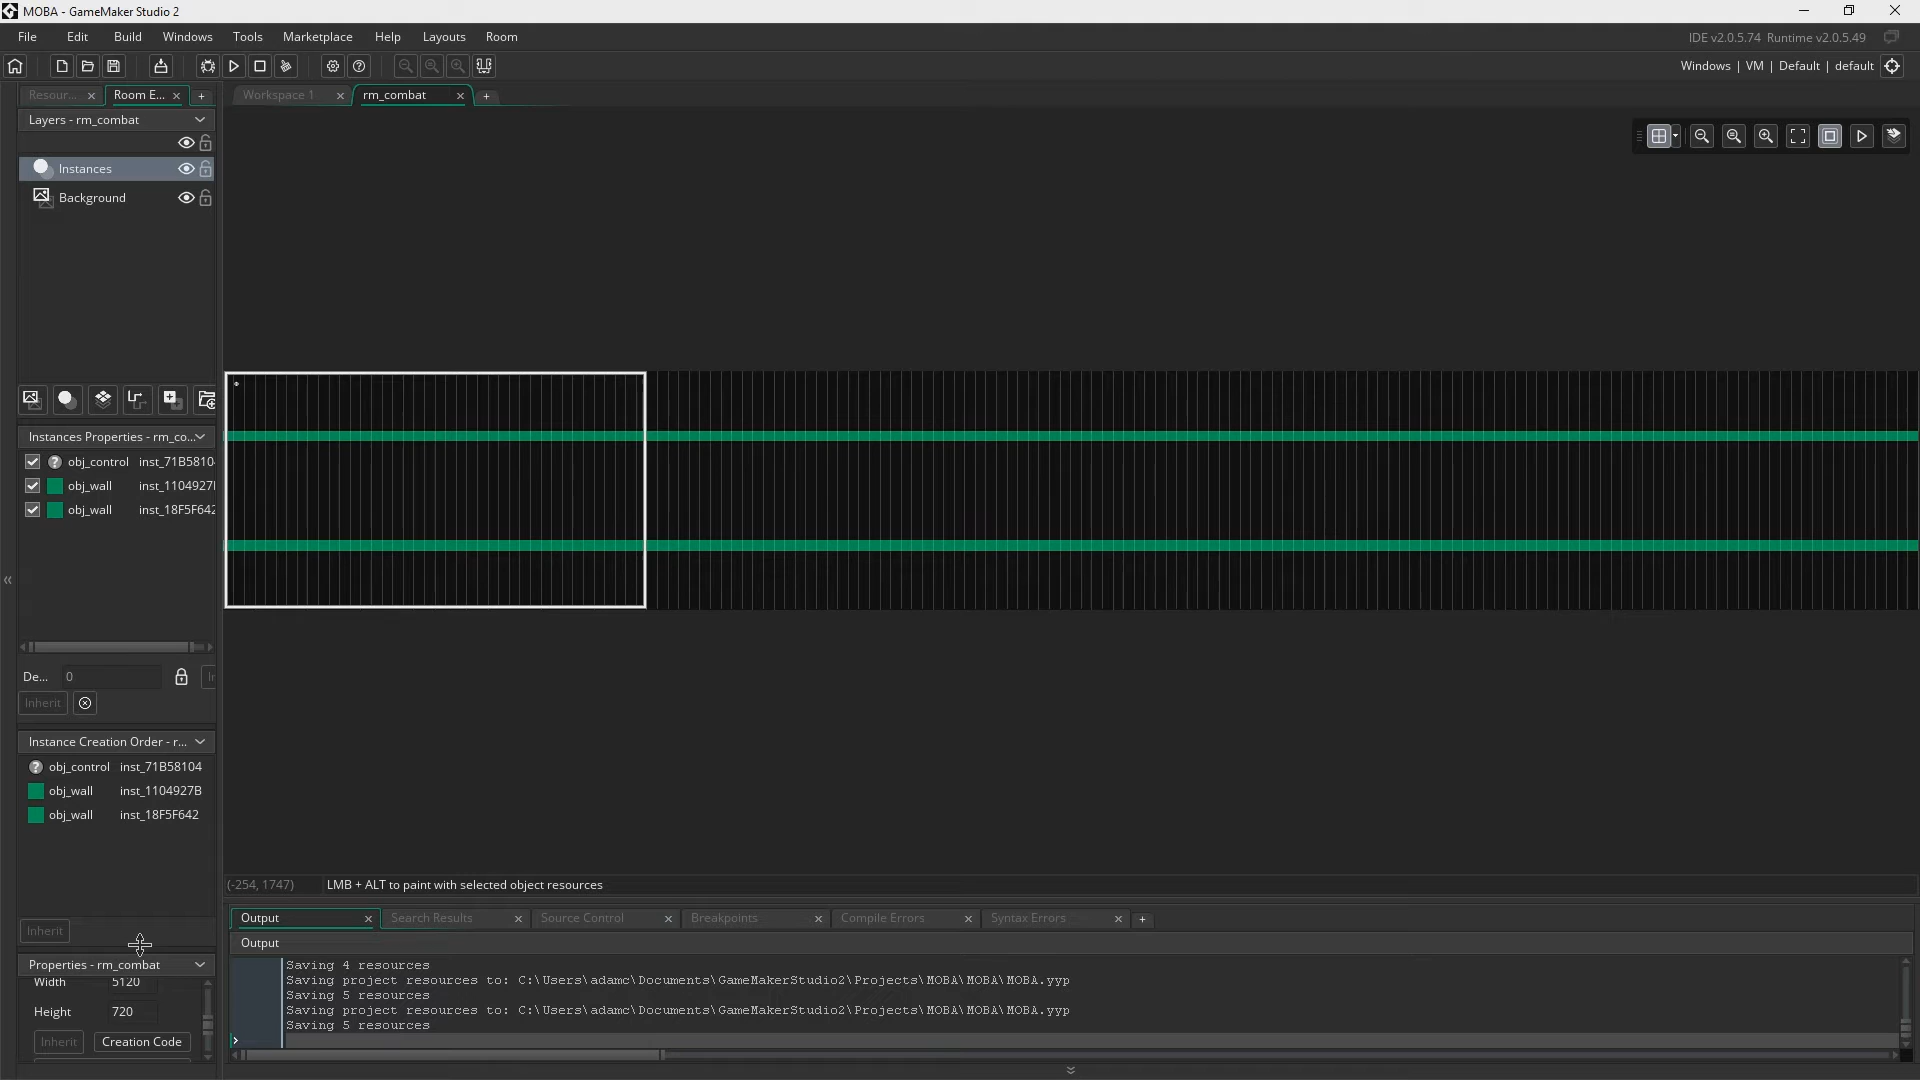 MOBA - GameMaker Studio 2
File Edit Build Windows Tools Marketplace Help Layouts Room
IDE v2.0.5.74 Runtime v2.0.5.49
Windows | VM | Default | default
Resour...
Room E...
Workspace 1
rm_combat
Layers - rm_combat
Instances
Background
Instances Properties - rm_co...
obj_control inst_71B5810
obj_wall inst_1104927
obj_wall inst_18F5F642
De... 0
Inherit
Instance Creation Order - r...
obj_control inst_71B58104
obj_wall inst_1104927B
obj_wall inst_18F5F642
Inherit
Properties - rm_combat
Width 5120
Height 720
Inherit Creation Code
(-254, 1747) LMB + ALT to paint with selected object resources
Output Search Results Source Control Breakpoints Compile Errors Syntax Errors
Output
Saving 4 resources
Saving project resources to: C:\Users\adamc\Documents\GameMakerStudio2\Projects\MOBA\MOBA\MOBA.yyp
Saving 5 resources
Saving project resources to: C:\Users\adamc\Documents\GameMakerStudio2\Projects\MOBA\MOBA\MOBA.yyp
Saving 5 resources